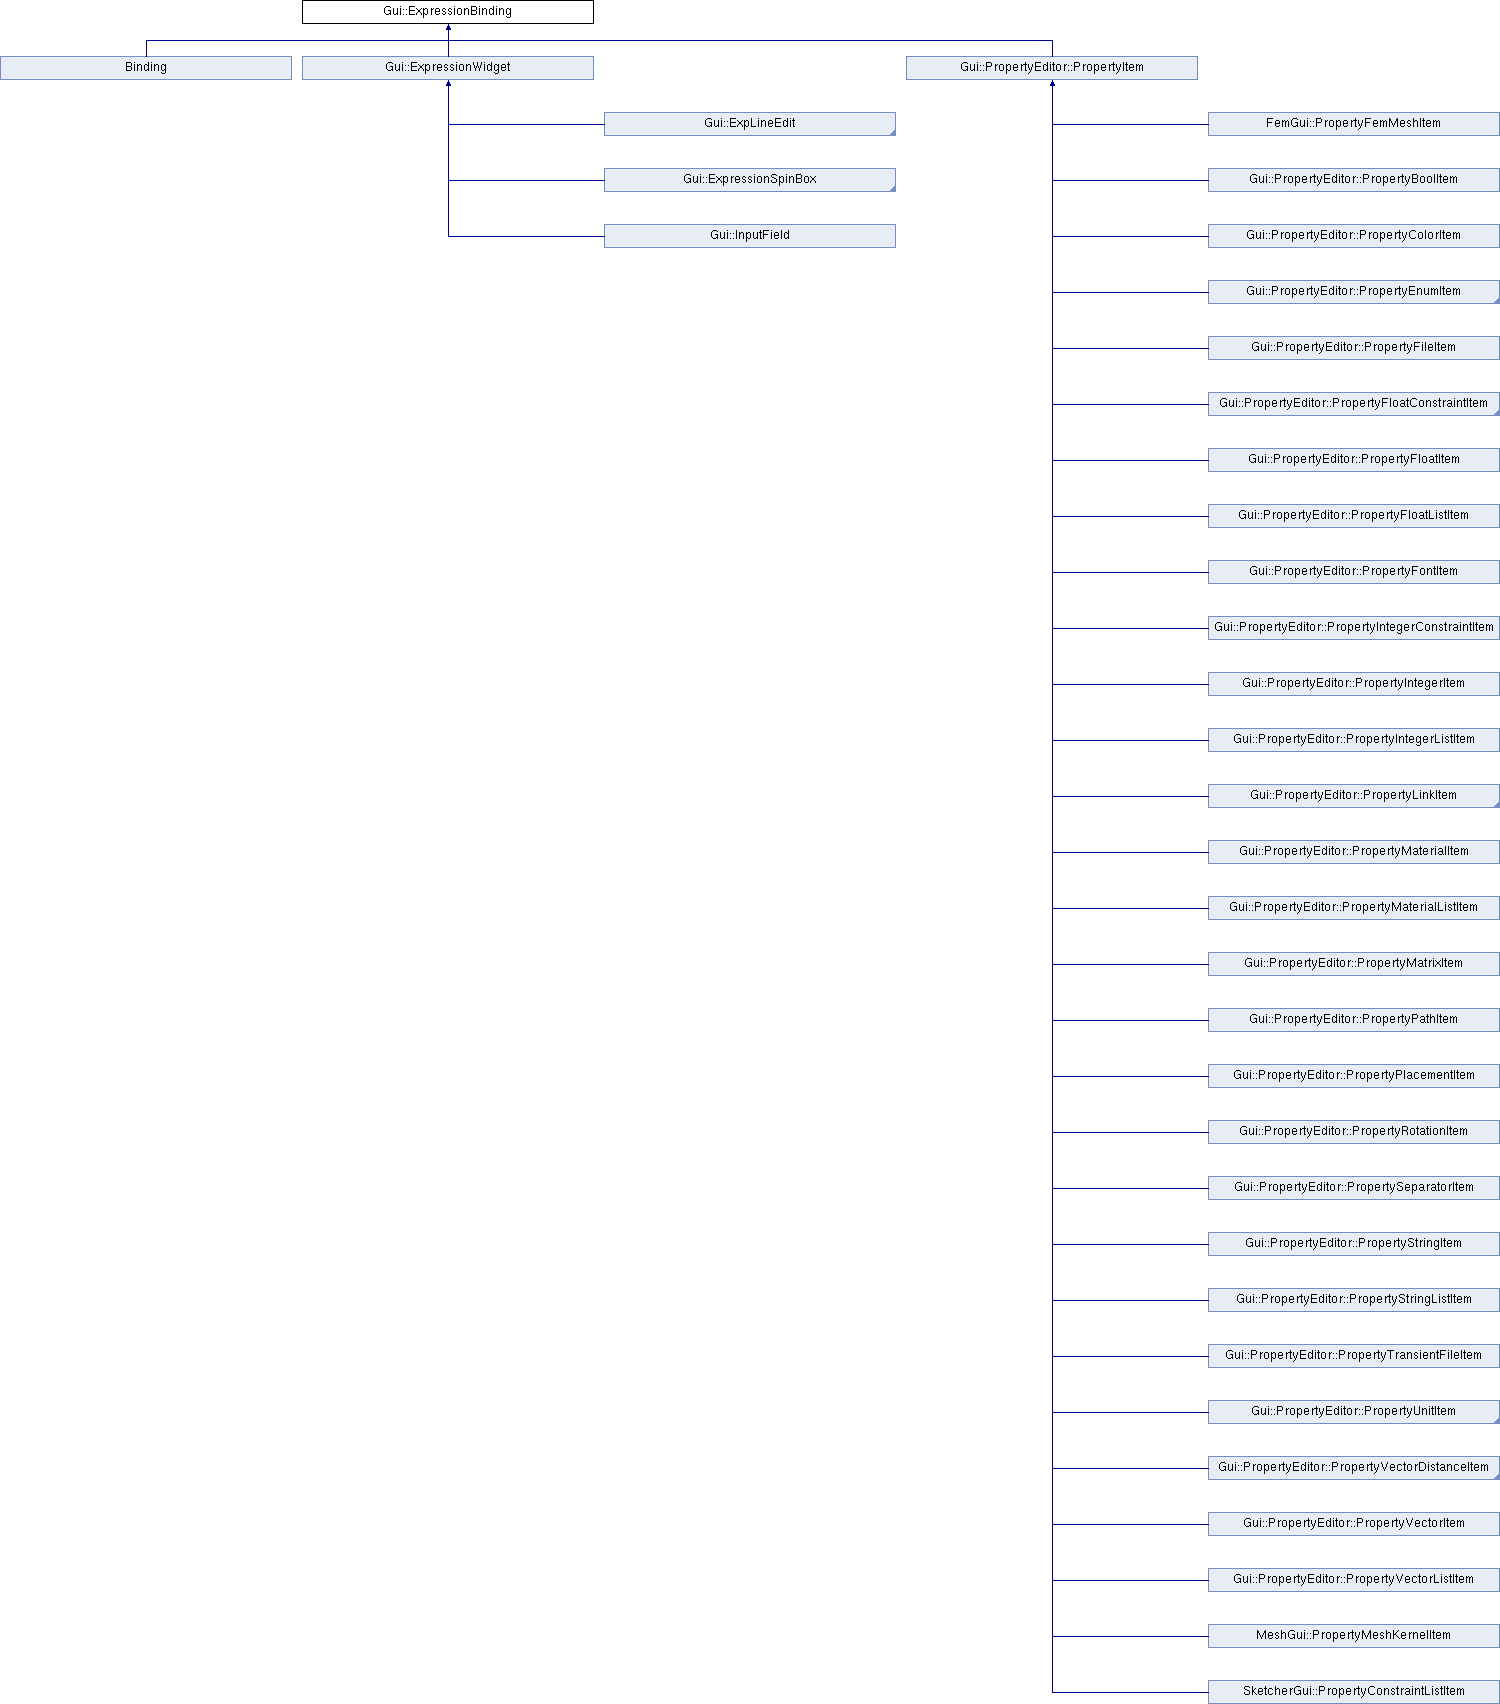 Gui::ExpressionBinding
Binding
Gui::ExpressionWidget
Gui::PropertyEditor::PropertyItem
Gui::ExpLineEdit
FemGui::PropertyFemMeshItem
Gui::ExpressionSpinBox
Gui::PropertyEditor::PropertyBoolItem
Gui::InputField
Gui::PropertyEditor::PropertyColorItem
Gui::PropertyEditor::PropertyEnumItem
Gui::PropertyEditor::PropertyFileItem
Gui::PropertyEditor::PropertyFloatConstraintItem
Gui::PropertyEditor::PropertyFloatItem
Gui::PropertyEditor::PropertyFloatListItem
Gui::PropertyEditor::PropertyFontItem
Gui::PropertyEditor::PropertyIntegerConstraintItem
Gui::PropertyEditor::PropertyIntegerItem
Gui::PropertyEditor::PropertyIntegerListItem
Gui::PropertyEditor::PropertyLinkItem
Gui::PropertyEditor::PropertyMaterialItem
Gui::PropertyEditor::PropertyMaterialListItem
Gui::PropertyEditor::PropertyMatrixItem
Gui::PropertyEditor::PropertyPathItem
Gui::PropertyEditor::PropertyPlacementItem
Gui::PropertyEditor::PropertyRotationItem
Gui::PropertyEditor::PropertySeparatorItem
Gui::PropertyEditor::PropertyStringItem
Gui::PropertyEditor::PropertyStringListItem
Gui::PropertyEditor::PropertyTransientFileItem
Gui::PropertyEditor::PropertyUnitItem
Gui::PropertyEditor::PropertyVectorDistanceItem
Gui::PropertyEditor::PropertyVectorItem
Gui::PropertyEditor::PropertyVectorListItem
MeshGui::PropertyMeshKernelItem
SketcherGui::PropertyConstraintListItem